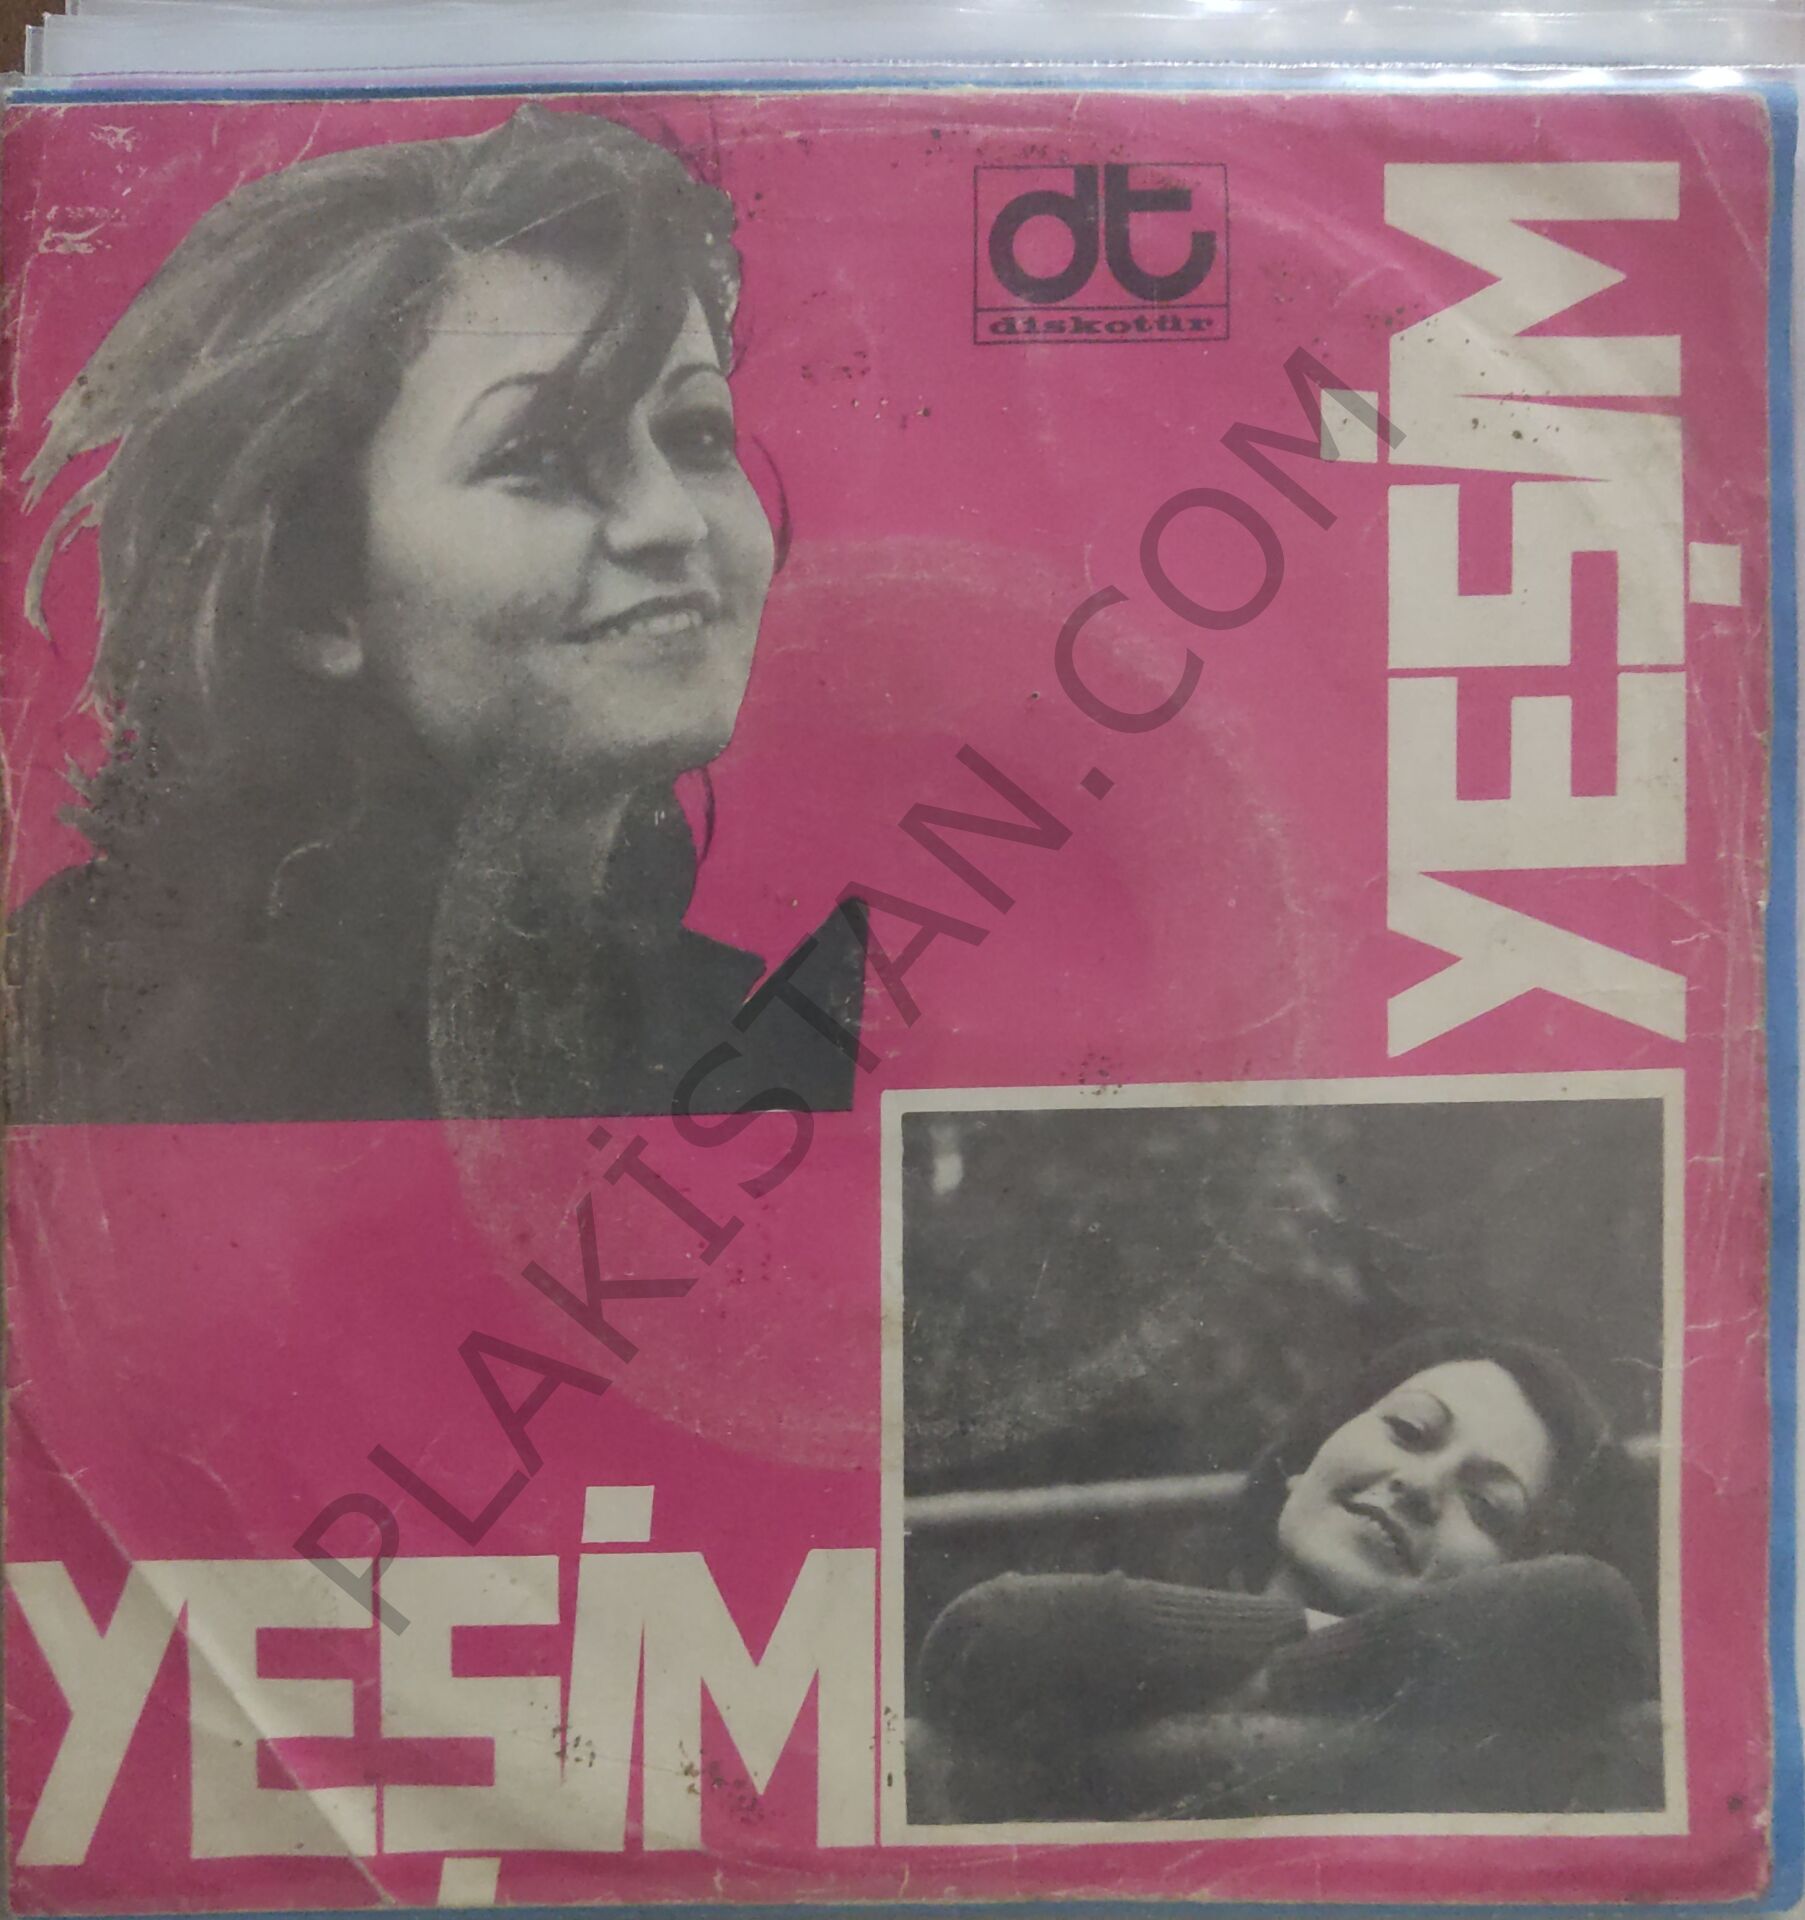 dt
diskotür
YEŞİM
YEŞİM
PLAKİSTAN.COM